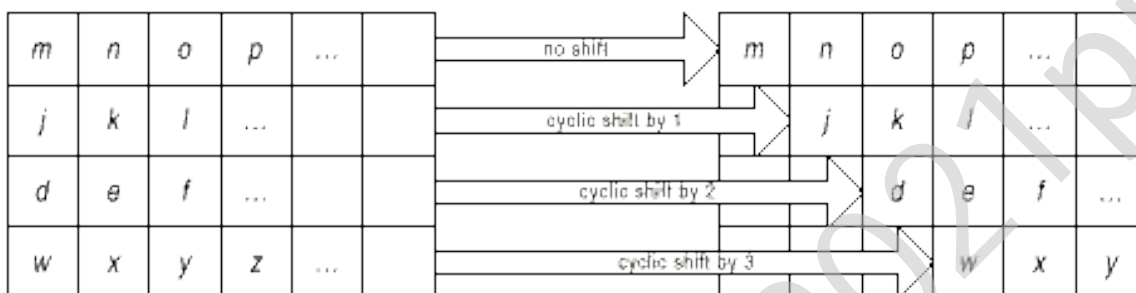 m n o p ... no shift m n o p ...
j k l ... cyclic shift by 1 j k l ...
d e f ... cyclic shift by 2 d e f ...
w x y z ... cyclic shift by 3 w x y